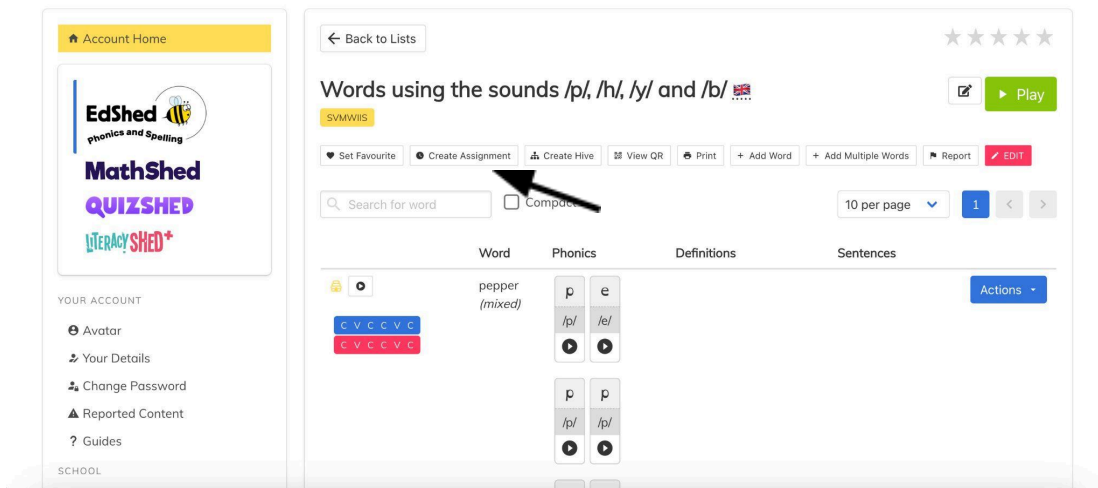 Account Home
EdShed
Phonics and Spelling
MathShed
QUIZSHED
LITERACY SHED+
YOUR ACCOUNT
Avatar
Your Details
Change Password
Reported Content
? Guides
SCHOOL
← Back to Lists
Words using the sounds /p/, /h/, /y/ and /b/
Play
SVMWIIS
Set Favourite Create Assignment Create Hive View QR Print + Add Word + Add Multiple Words Report EDIT
Search for word
10 per page 1 < >
Word Phonics Definitions Sentences
pepper p e Actions
(mixed)
/p/ /e/
C V C C V C
C V C C V C
p p
/p/ /p/